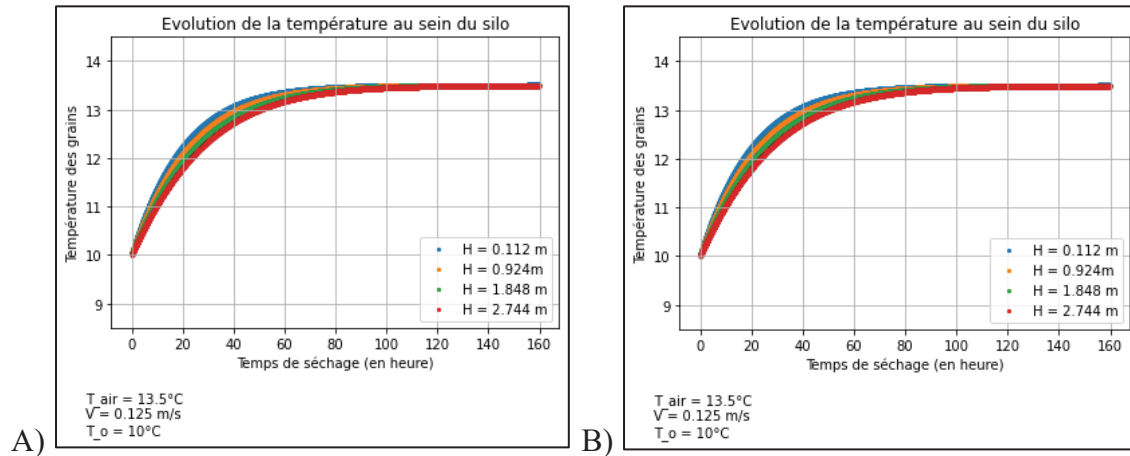 A)
Evolution de la température au sein du silo
Température des grains
14
13
12
11
10
9
H = 0.112 m
H = 0.924m
H = 1.848 m
H = 2.744 m
0 20 40 60 80 100 120 140 160
Temps de séchage (en heure)
T_air = 13.5°C
V = 0.125 m/s
T_o = 10°C
B)
Evolution de la température au sein du silo
Température des grains
14
13
12
11
10
9
H = 0.112 m
H = 0.924m
H = 1.848 m
H = 2.744 m
0 20 40 60 80 100 120 140 160
Temps de séchage (en heure)
T_air = 13.5°C
V = 0.125 m/s
T_o = 10°C